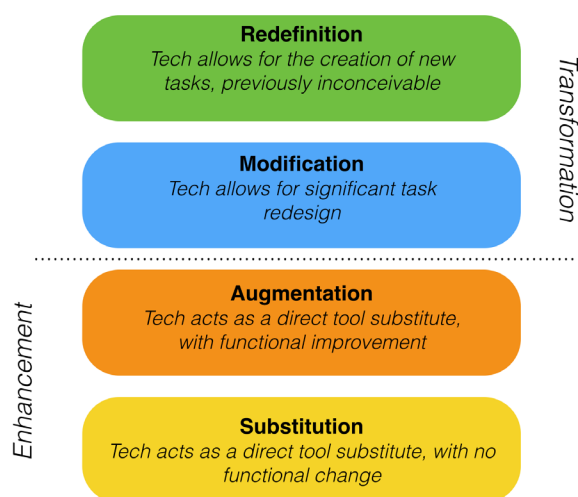 Redefinition
Tech allows for the creation of new
tasks, previously inconceivable
Transformation
Modification
Tech allows for significant task
redesign
Augmentation
Tech acts as a direct tool substitute,
with functional improvement
Enhancement
Substitution
Tech acts as a direct tool substitute, with no
functional change